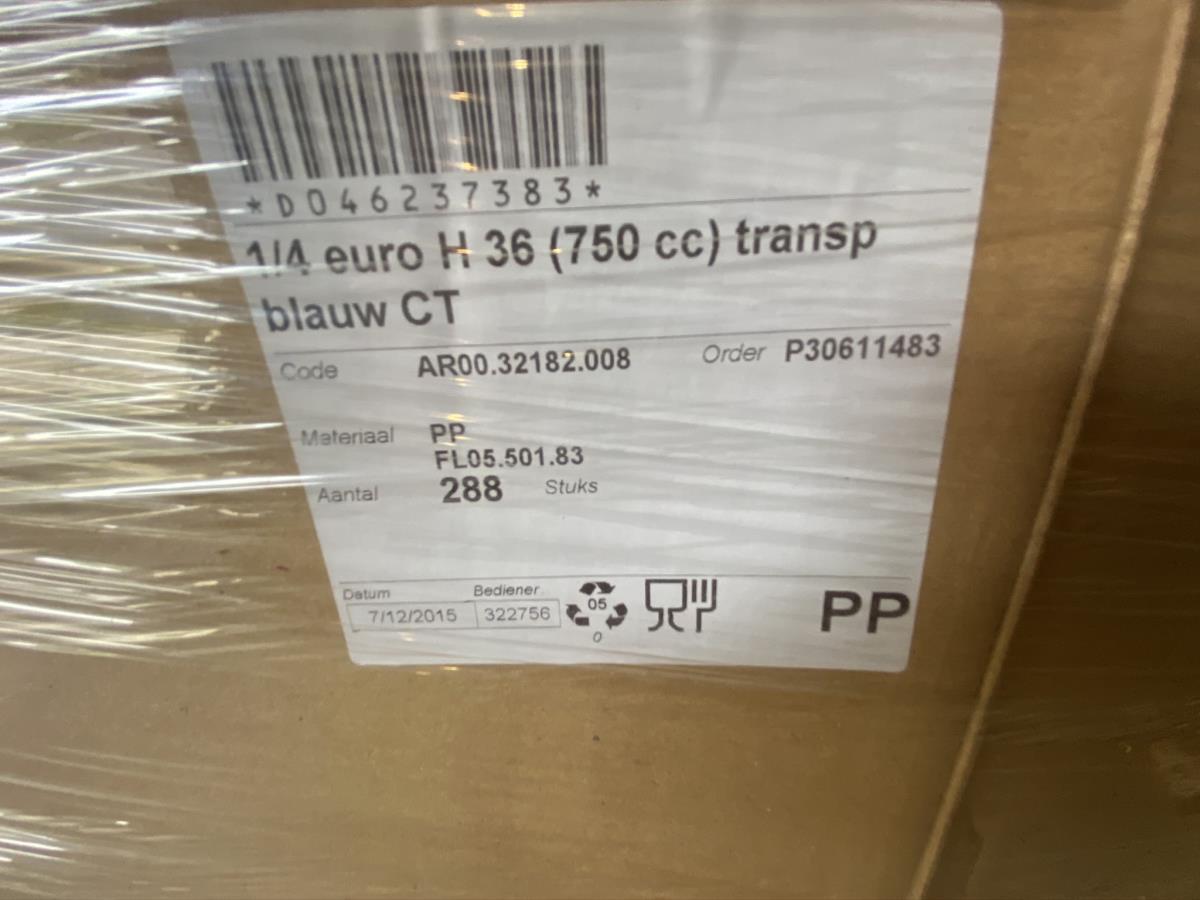 *D046237383*
1/4 euro H 36 (750 cc) transp
blauw CT
Code AR00.32182.008 Order P30611483
Materiaal PP
FL05.501.83
Aantal 288 Stuks
Datum Bediener
7/12/2015 322756 05 PP
0